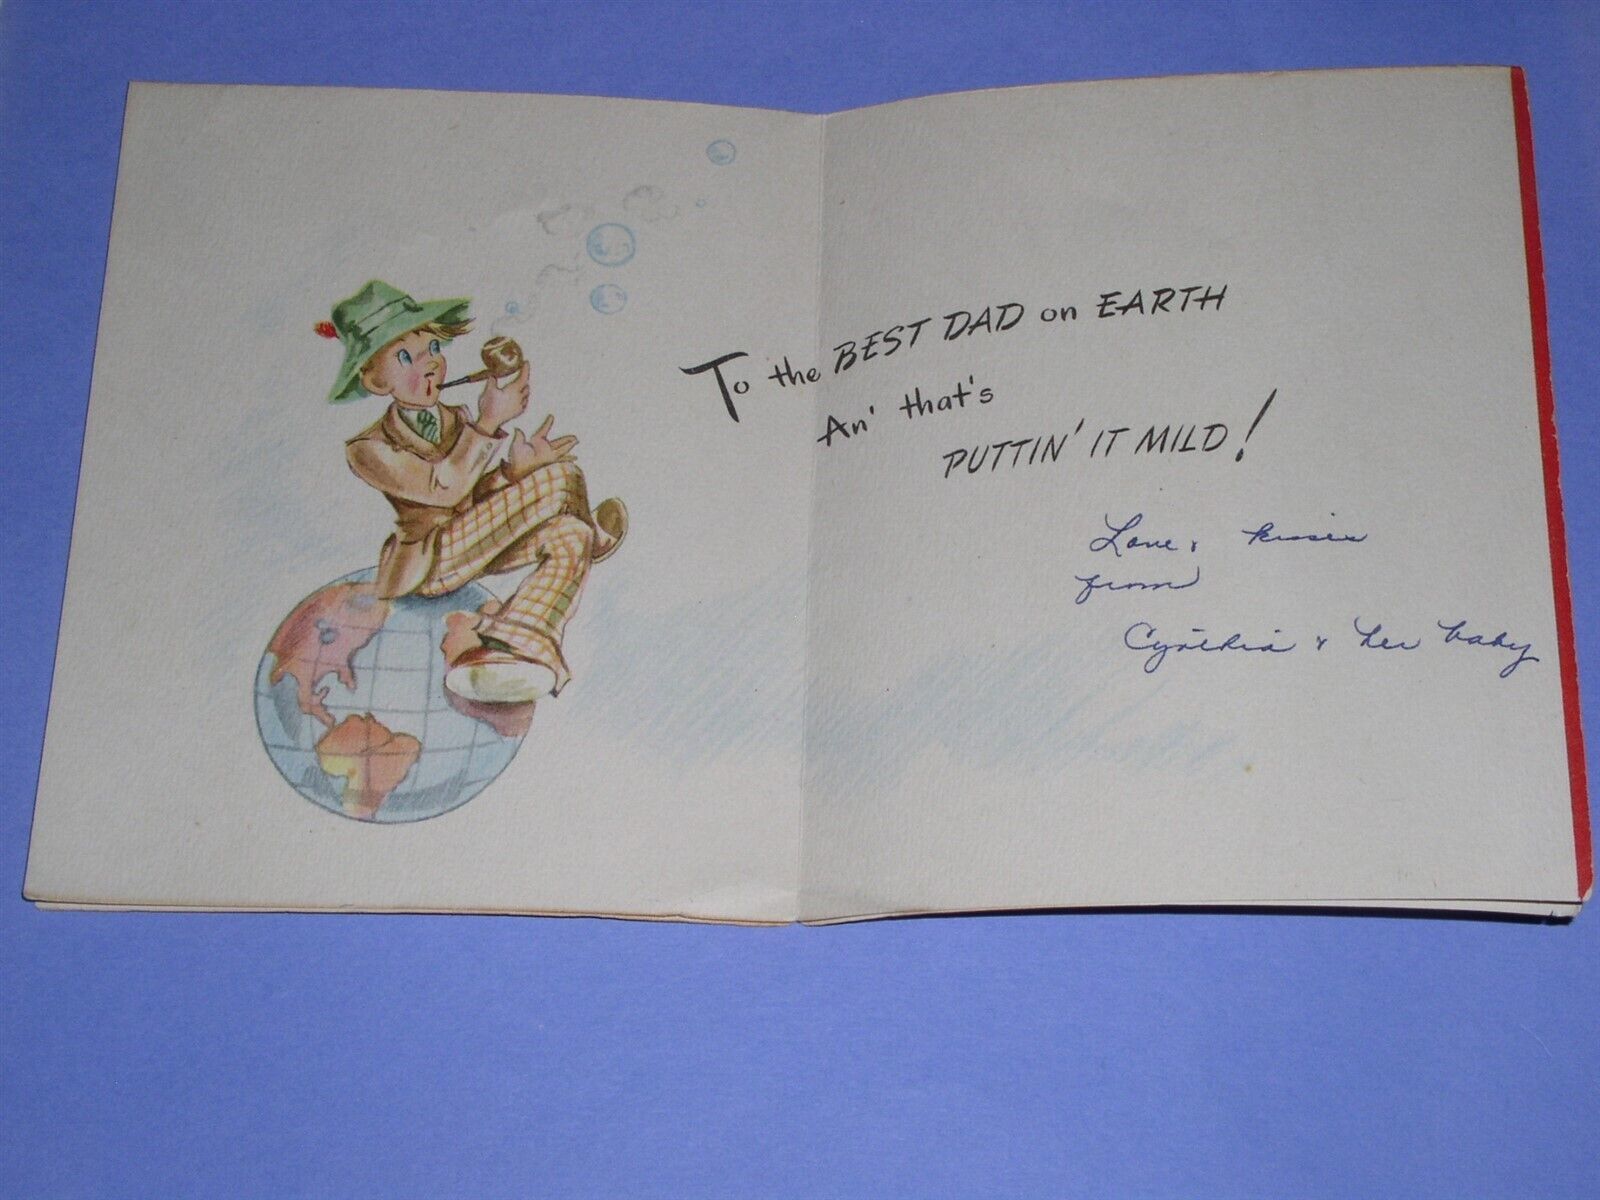 To the BEST DAD on EARTH
An' that's
PUTTIN' IT MILD!
Love & kisses
from
Cynthia & her baby